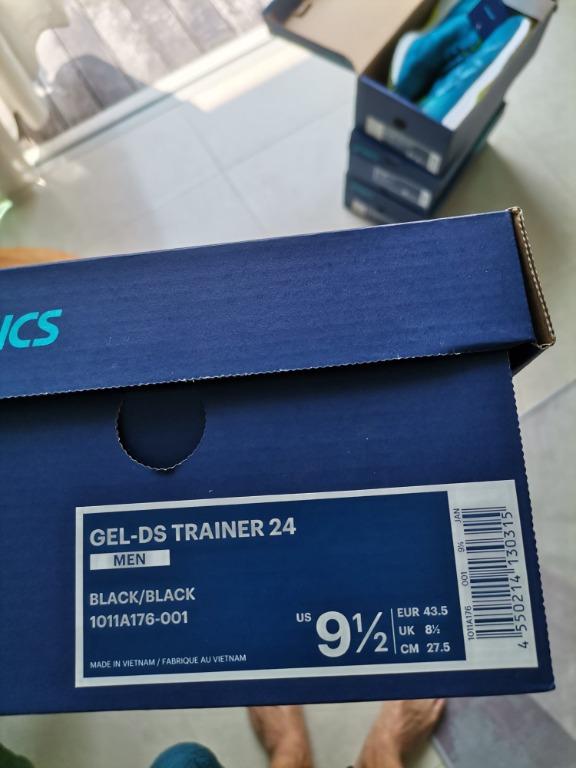 ICS
GEL-DS TRAINER 24
MEN
BLACK/BLACK
1011A176-001
US 9½
EUR 43.5
UK 8½
CM 27.5
MADE IN VIETNAM / FABRIQUE AU VIETNAM
1011A176 001 9½ JAN
4 550214 130315